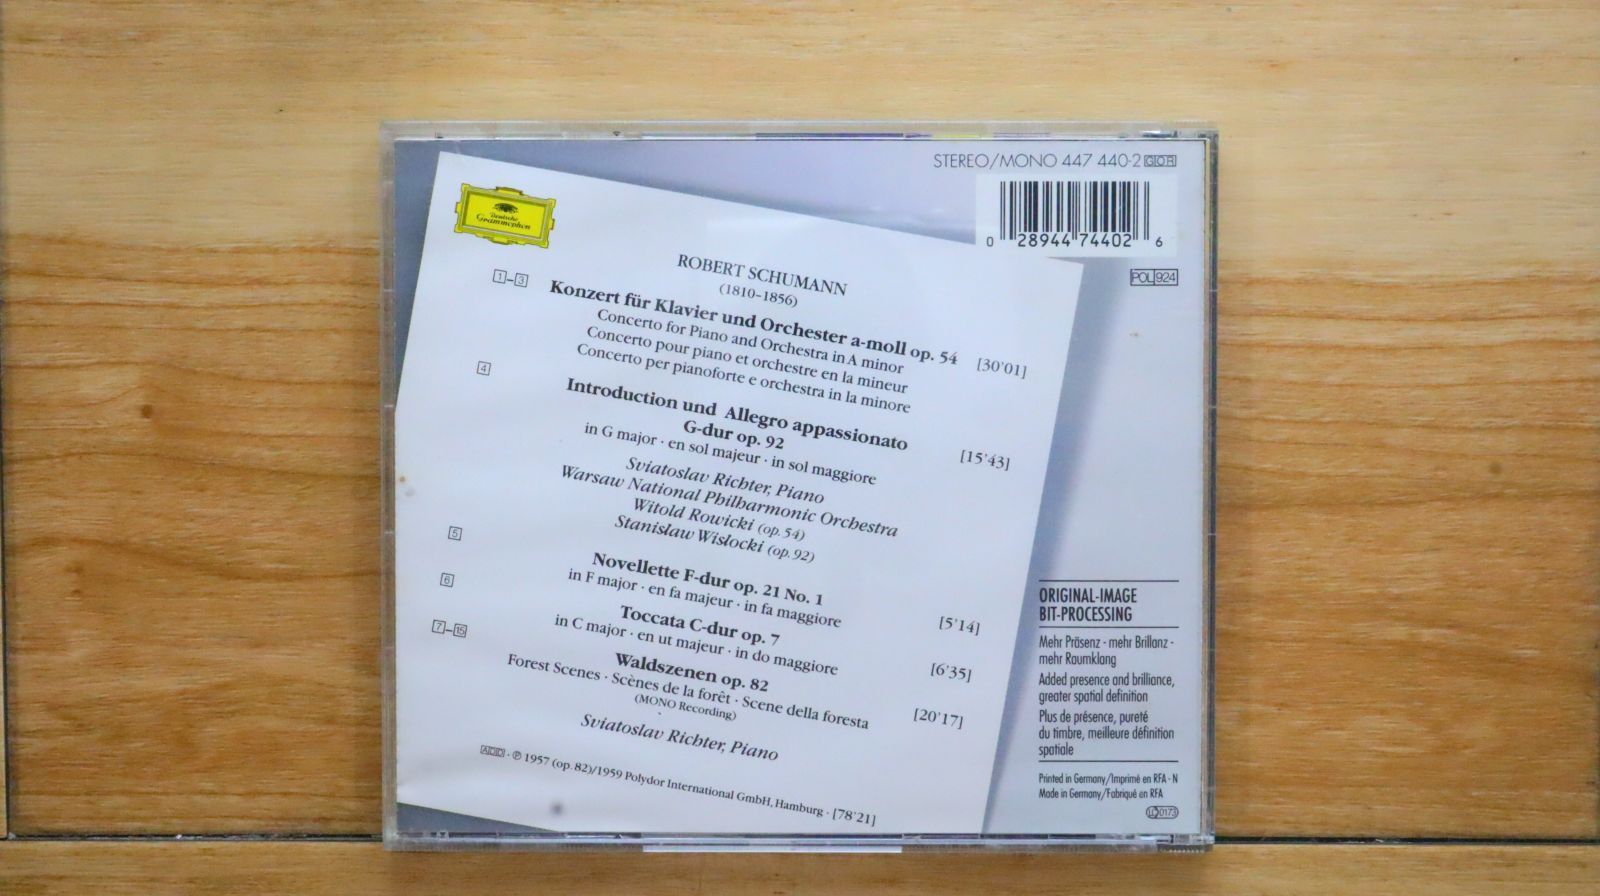 STEREO/MONO 447 440-2 GOR
0 28944 74402 6
POL 924
Deutsche
Grammophon
ROBERT SCHUMANN
(1810–1856)
1–3
Konzert für Klavier und Orchester a-moll op. 54
Concerto for Piano and Orchestra in A minor
Concerto pour piano et orchestre en la mineur
Concerto per pianoforte e orchestra in la minore
[30'01]
4
Introduction und Allegro appassionato
G-dur op. 92
in G major · en sol majeur · in sol maggiore
[15'43]
Sviatoslav Richter, Piano
Warsaw National Philharmonic Orchestra
Witold Rowicki (op. 54)
Stanisław Wisłocki (op. 92)
5
Novellette F-dur op. 21 No. 1
in F major · en fa majeur · in fa maggiore
[5'14]
6
Toccata C-dur op. 7
in C major · en ut majeur · in do maggiore
[6'35]
7–15
Waldszenen op. 82
Forest Scenes · Scènes de la forêt · Scene della foresta
(MONO Recording)
[20'17]
Sviatoslav Richter, Piano
ADD · ℗ 1957 (op. 82)/1959 Polydor International GmbH, Hamburg · [78'21]
ORIGINAL-IMAGE
BIT-PROCESSING
Mehr Präsenz · mehr Brillanz ·
mehr Raumklang
Added presence and brilliance,
greater spatial definition
Plus de présence, pureté
du timbre, meilleure définition
spatiale
Printed in Germany/Imprimé en RFA · N
Made in Germany/Fabriqué en RFA
LC 0173